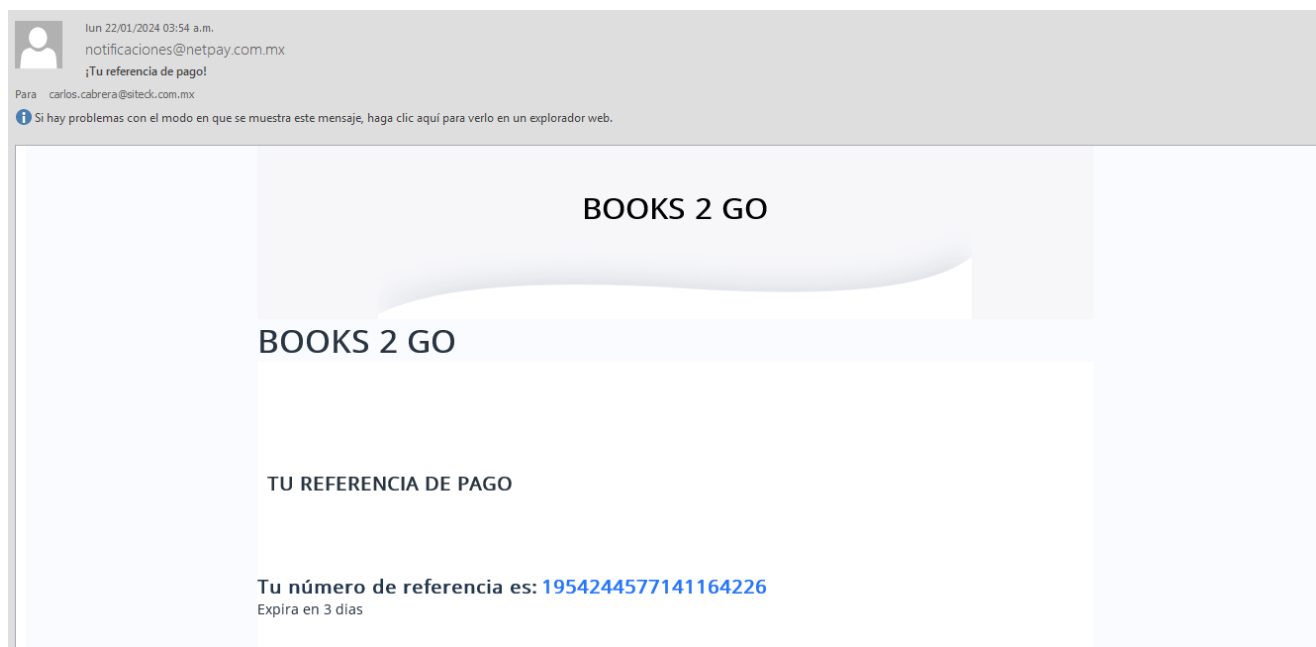 lun 22/01/2024 03:54 a.m.
notificaciones@netpay.com.mx
¡Tu referencia de pago!
Para carlos.cabrera@siteck.com.mx
Si hay problemas con el modo en que se muestra este mensaje, haga clic aquí para verlo en un explorador web.
BOOKS 2 GO
BOOKS 2 GO
TU REFERENCIA DE PAGO
Tu número de referencia es: 1954244577141164226
Expira en 3 dias